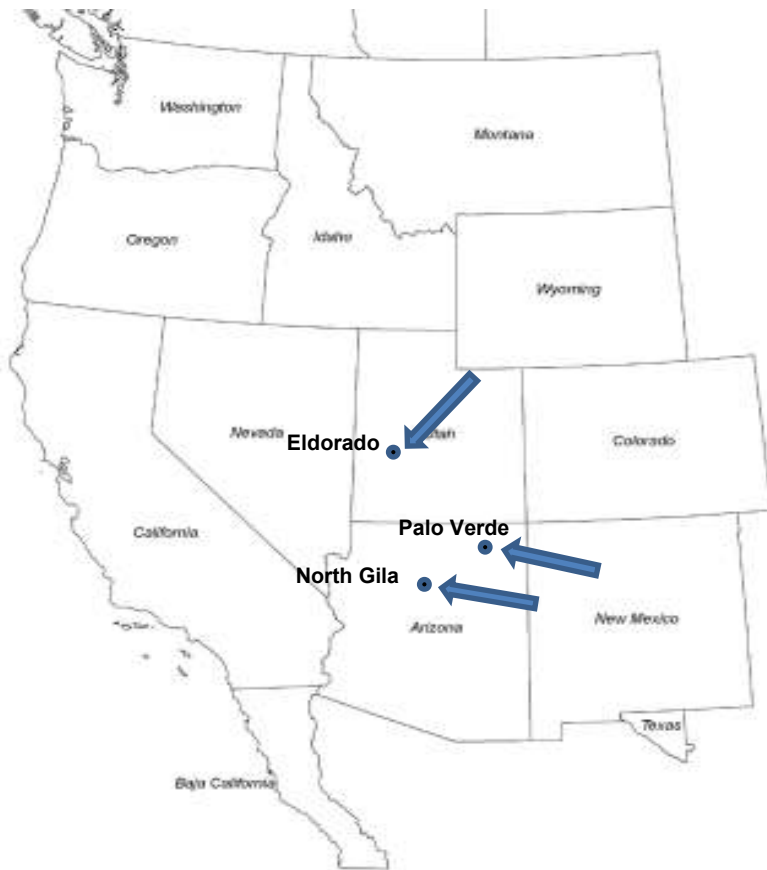 Washington
Montana
Oregon
Idaho
Wyoming
Nevada
Eldorado
tah
Colorado
California
Palo Verde
North Gila
Arizona
New Mexico
Texas
Baja California